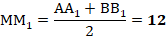 MM₁ = (AA₁ + BB₁)/2 = 12